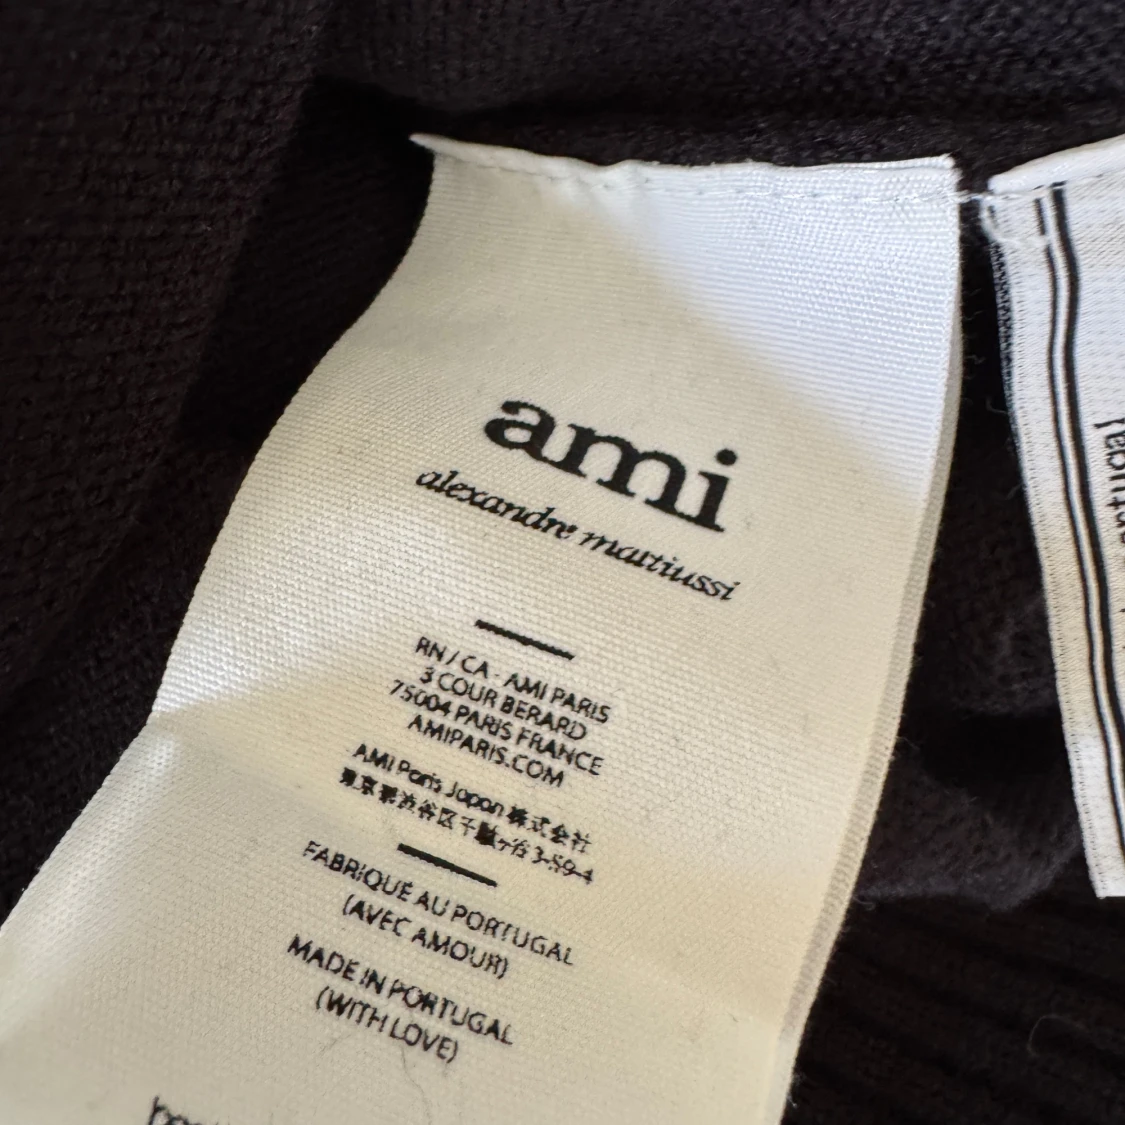 ami
alexandre mattiussi
RN / CA - AMI PARIS
3 COUR BERARD
75004 PARIS FRANCE
AMIPARIS.COM
AMI Paris Japan 株式会社
東京都渋谷区千駄ヶ谷 3-59-4
FABRIQUÉ AU PORTUGAL
(AVEC AMOUR)
MADE IN PORTUGAL
(WITH LOVE)